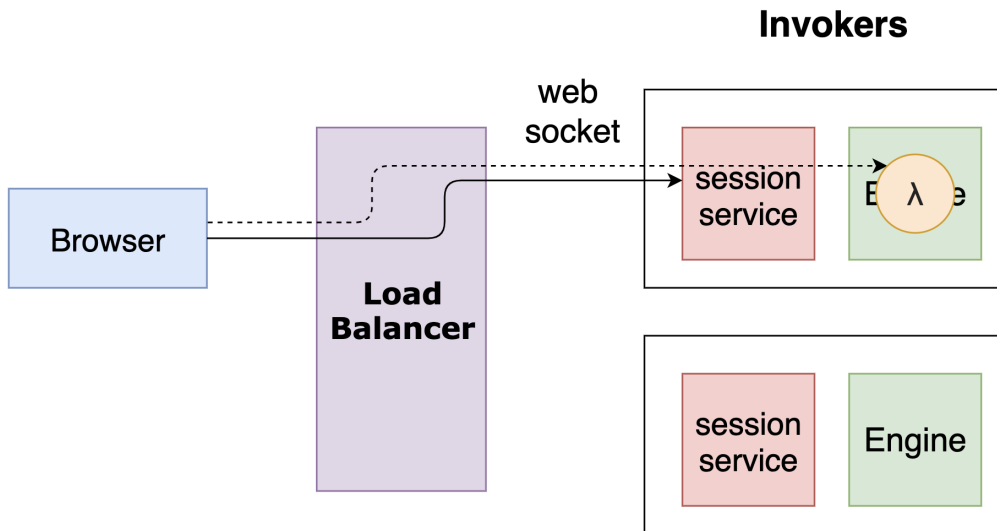 Invokers
web
socket
session
service
λ
Browser
Load
Balancer
session
service
Engine